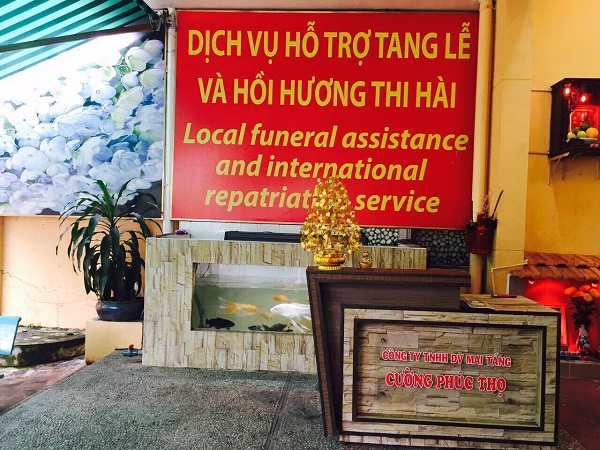 DỊCH VỤ HỖ TRỢ TANG LỄ
VÀ HỒI HƯƠNG THI HÀI
Local funeral assistance
and international
repatriation service
CÔNG TY TNHH DV MAI TÁNG
CƯỜNG PHÚC THỌ